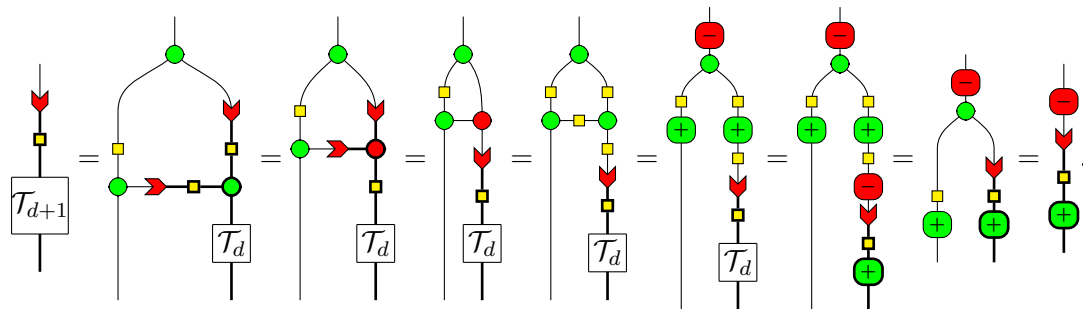 𝒯d+1 = 𝒯d = 𝒯d = 𝒯d = 𝒯d = − + + 𝒯d = − + + − + = − + + = − + .